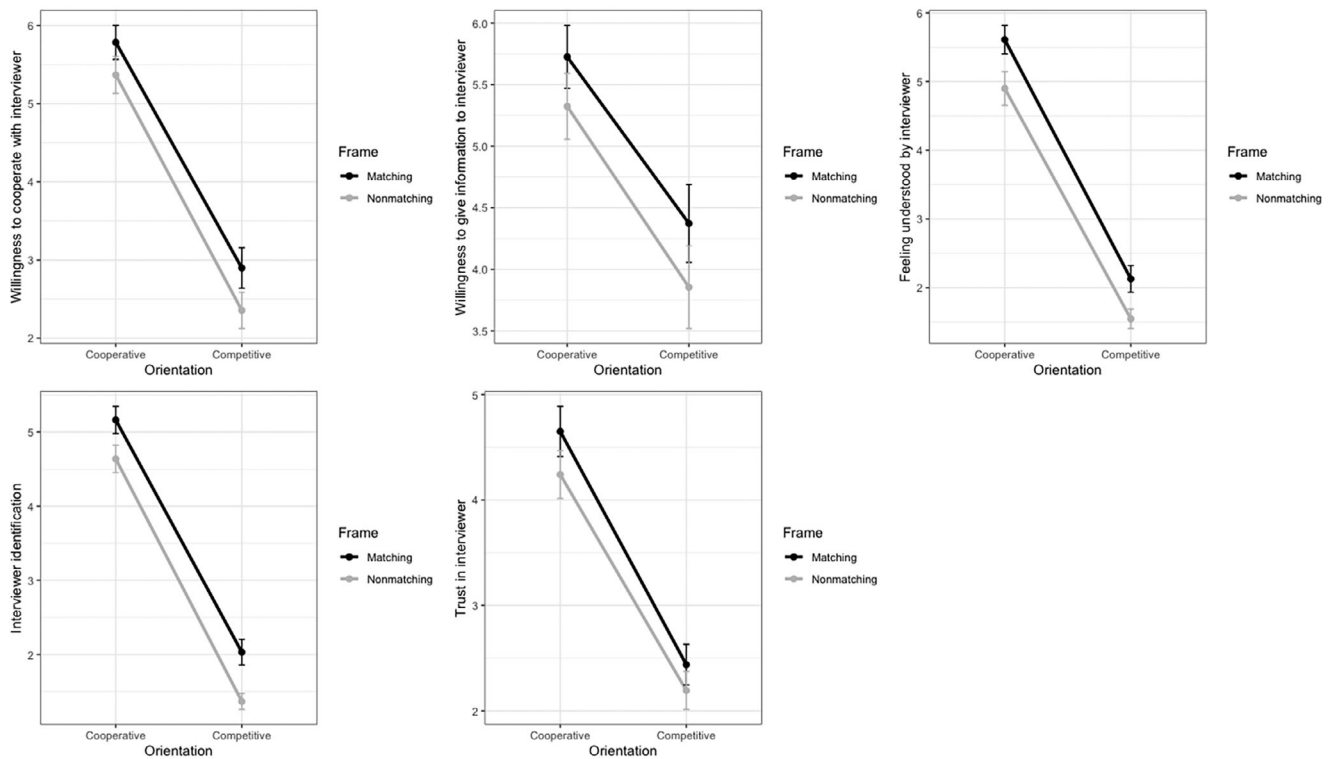 Willingness to cooperate with interviewer
6
5
4
3
2
Cooperative Competitive
Orientation
Frame
Matching
Nonmatching
Willingness to give information to interviewer
6.0
5.5
5.0
4.5
4.0
3.5
Cooperative Competitive
Orientation
Frame
Matching
Nonmatching
Feeling understood by interviewer
6
5
4
3
2
Cooperative Competitive
Orientation
Frame
Matching
Nonmatching
Interviewer identification
5
4
3
2
Cooperative Competitive
Orientation
Frame
Matching
Nonmatching
Trust in interviewer
5
4
3
2
Cooperative Competitive
Orientation
Frame
Matching
Nonmatching